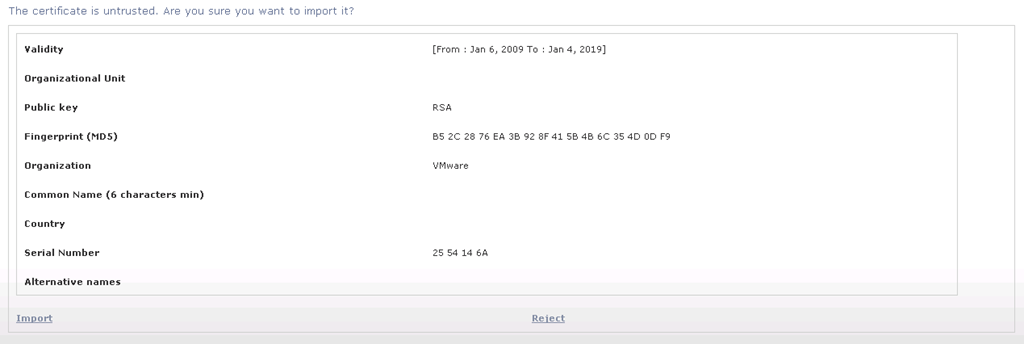 The certificate is untrusted. Are you sure you want to import it?
Validity [From : Jan 6, 2009 To : Jan 4, 2019]
Organizational Unit
Public key RSA
Fingerprint (MD5) B5 2C 28 76 EA 3B 92 8F 41 5B 4B 6C 35 4D 0D F9
Organization VMware
Common Name (6 characters min)
Country
Serial Number 25 54 14 6A
Alternative names
Import Reject